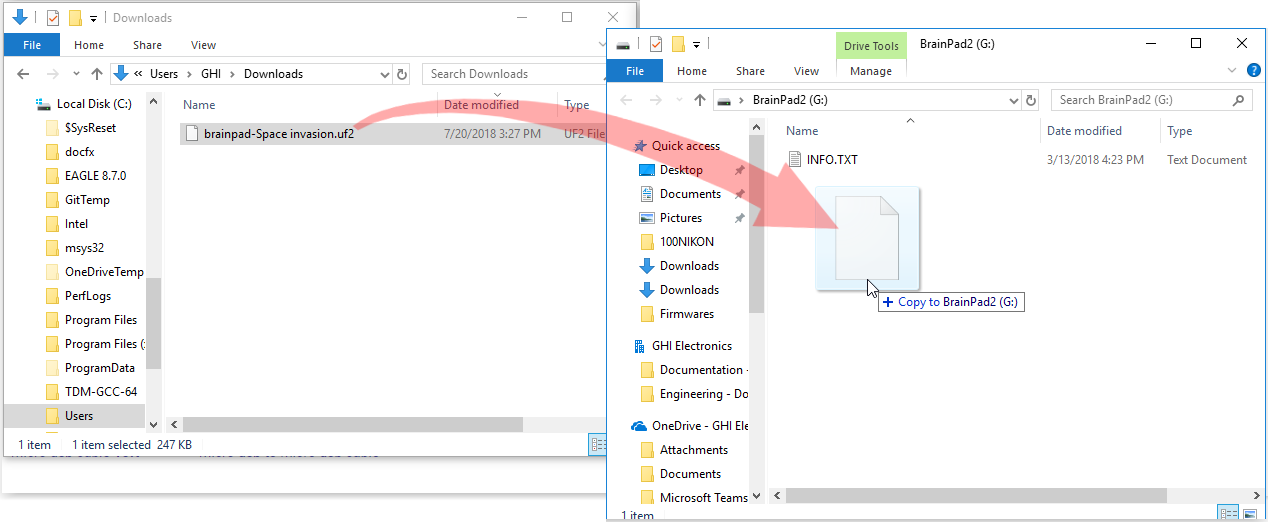 Downloads
File Home Share View
Users GHI Downloads
Search Downloads
Local Disk (C:)
$SysReset
docfx
EAGLE 8.7.0
GitTemp
Intel
msys32
OneDriveTemp
PerfLogs
Program Files
Program Files (
ProgramData
TDM-GCC-64
Users
Name Date modified Type
brainpad-Space invasion.uf2 7/20/2018 3:27 PM UF2 File
1 item 1 item selected 247 KB
Drive Tools BrainPad2 (G:)
File Home Share View Manage
BrainPad2 (G:)
Search BrainPad2 (G:)
Quick access
Desktop
Documents
Pictures
100NIKON
Downloads
Downloads
Firmwares
GHI Electronics
Documentation -
Engineering - Do
OneDrive - GHI Ele
Attachments
Documents
Microsoft Teams
Name Date modified Type
INFO.TXT 3/13/2018 4:23 PM Text Document
+ Copy to BrainPad2 (G:)
1 item